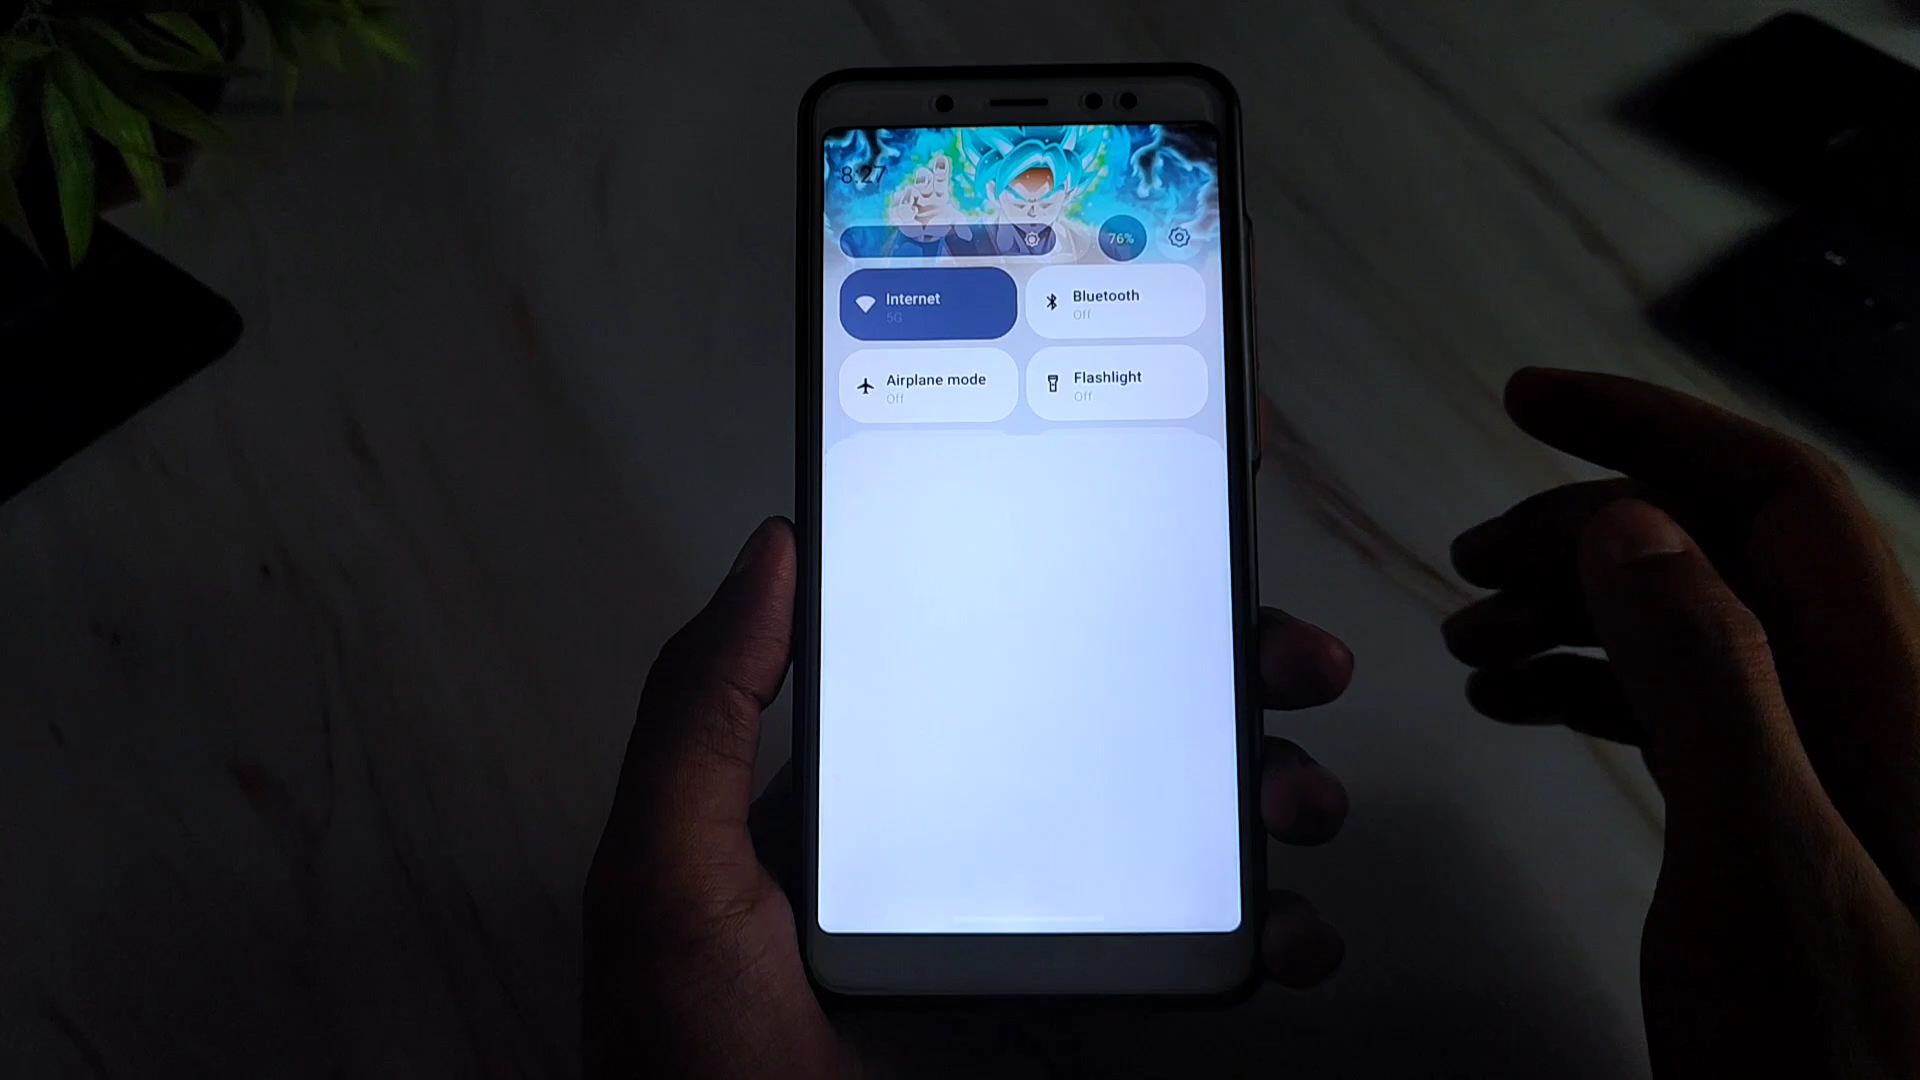 8:27
76%
Internet
5G
Bluetooth
Off
Airplane mode
Off
Flashlight
Off